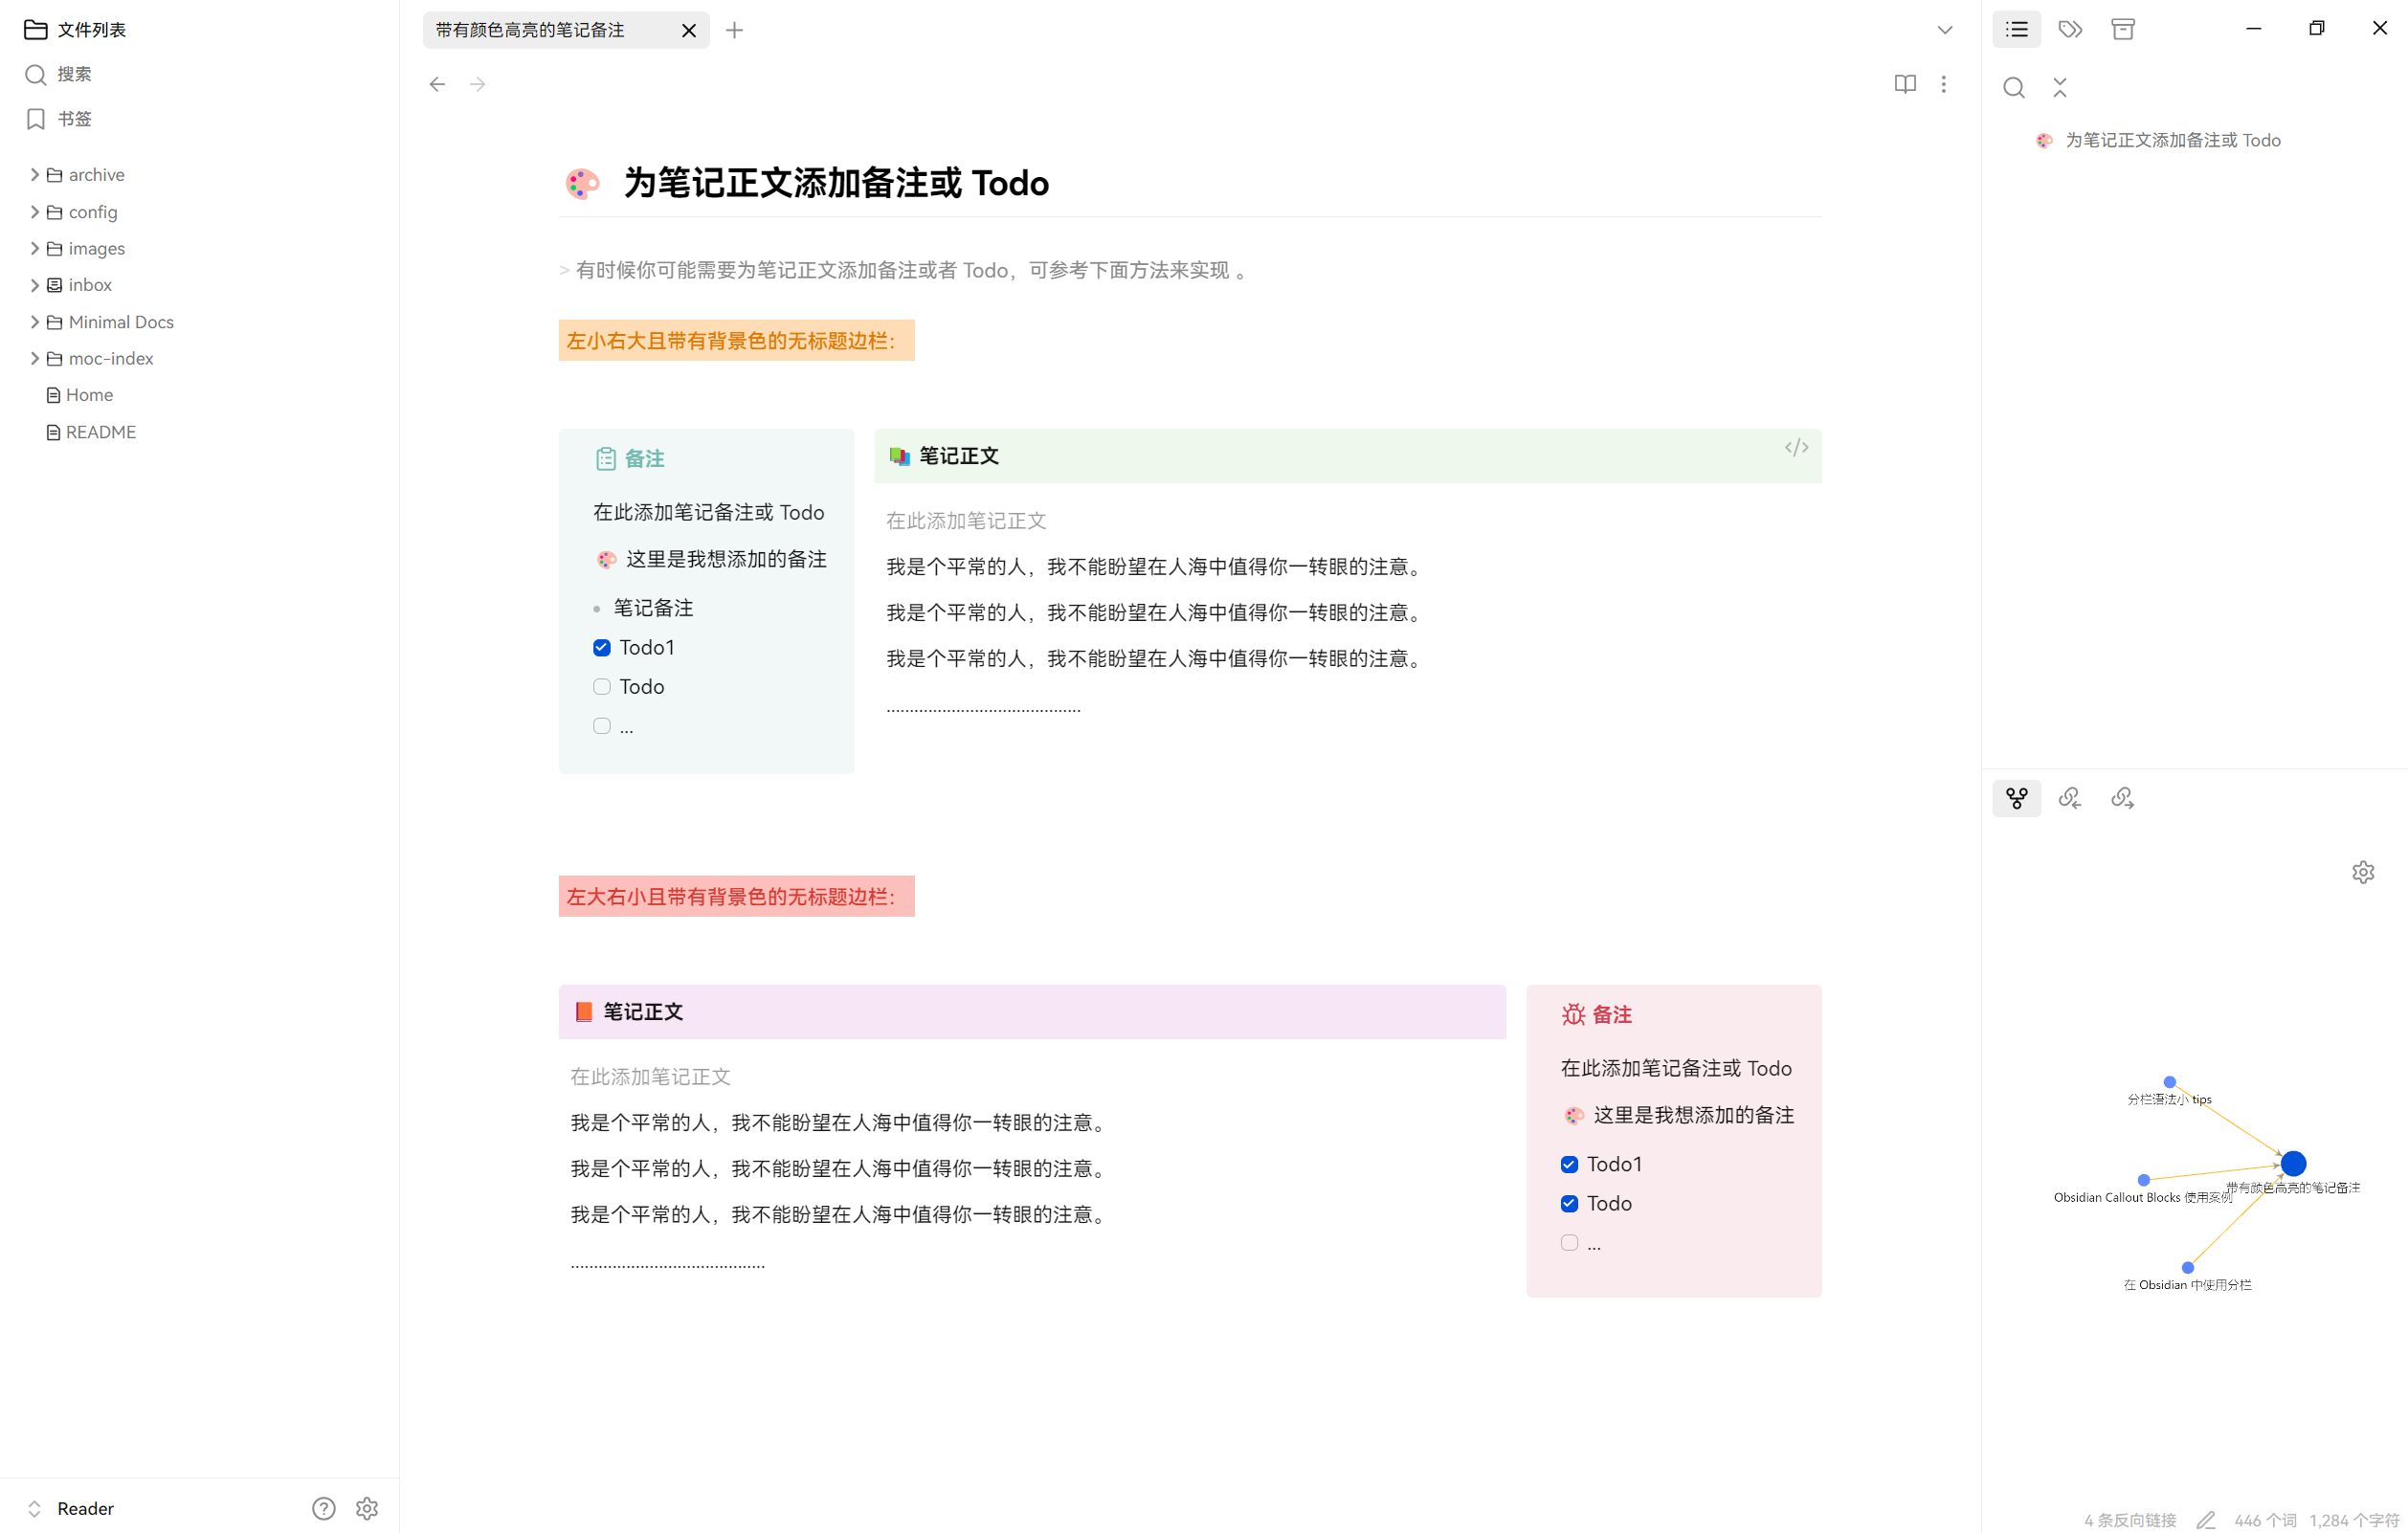 文件列表
搜索
书签
archive
config
images
inbox
Minimal Docs
moc-index
Home
README
Reader
带有颜色高亮的笔记备注
为笔记正文添加备注或 Todo
> 有时候你可能需要为笔记正文添加备注或者 Todo，可参考下面方法来实现 。
左小右大且带有背景色的无标题边栏：
备注
在此添加笔记备注或 Todo
这里是我想添加的备注
笔记备注
Todo1
Todo
...
笔记正文
</>
在此添加笔记正文
我是个平常的人，我不能盼望在人海中值得你一转眼的注意。
我是个平常的人，我不能盼望在人海中值得你一转眼的注意。
我是个平常的人，我不能盼望在人海中值得你一转眼的注意。
..........................................
左大右小且带有背景色的无标题边栏：
笔记正文
在此添加笔记正文
我是个平常的人，我不能盼望在人海中值得你一转眼的注意。
我是个平常的人，我不能盼望在人海中值得你一转眼的注意。
我是个平常的人，我不能盼望在人海中值得你一转眼的注意。
..........................................
备注
在此添加笔记备注或 Todo
这里是我想添加的备注
Todo1
Todo
...
为笔记正文添加备注或 Todo
分栏语法小 tips
带有颜色高亮的笔记备注
Obsidian Callout Blocks 使用案例
在 Obsidian 中使用分栏
4 条反向链接
446 个词
1,284 个字符